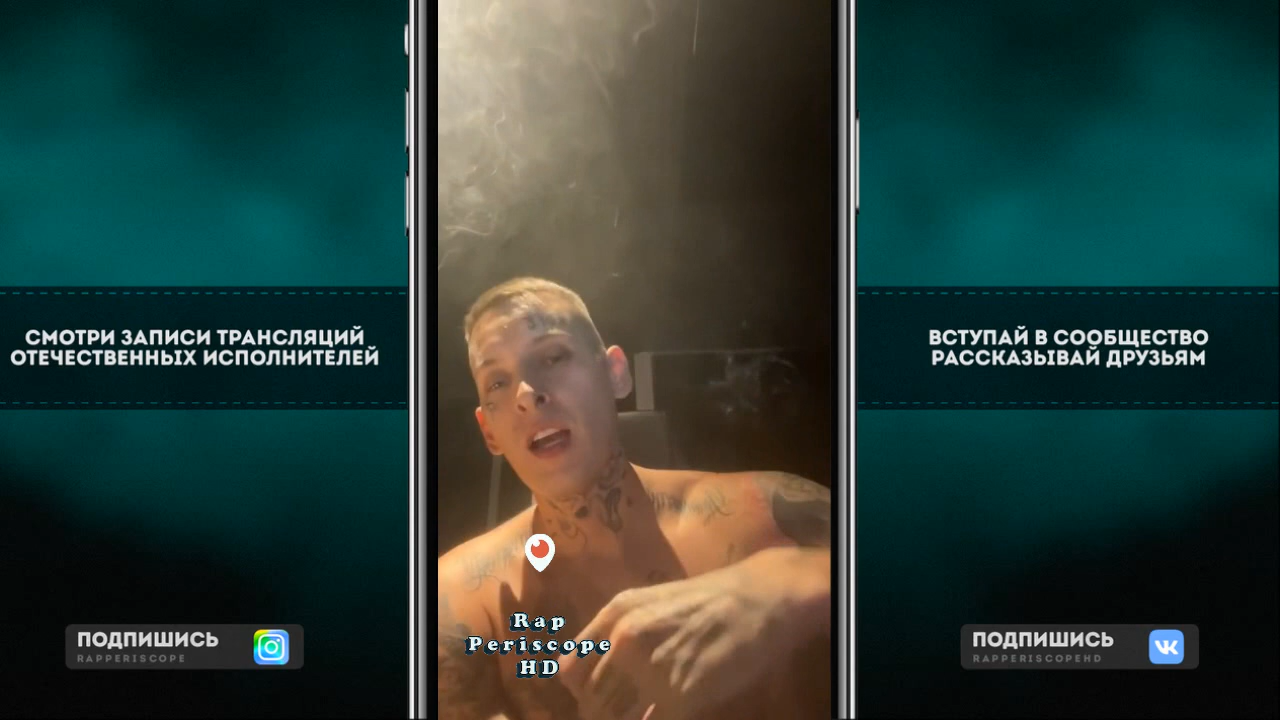 СМОТРИ ЗАПИСИ ТРАНСЛЯЦИЙ
ОТЕЧЕСТВЕННЫХ ИСПОЛНИТЕЛЕЙ
ВСТУПАЙ В СООБЩЕСТВО
РАССКАЗЫВАЙ ДРУЗЬЯМ
Rap
Periscope
HD
ПОДПИШИСЬ
RAPPERISCOPE
ПОДПИШИСЬ
RAPPERISCOPEHD